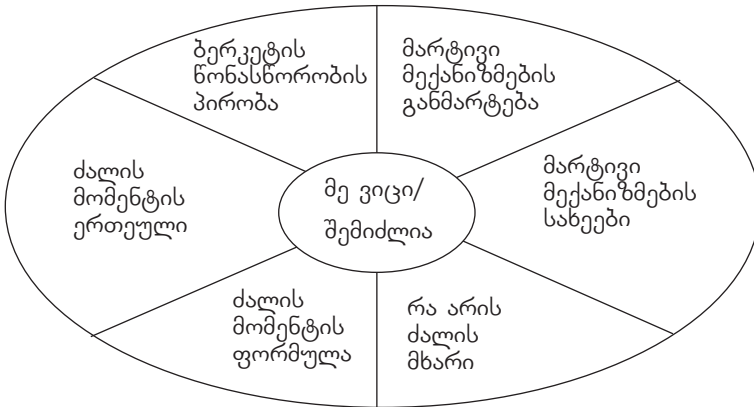 ბერკეტის
წონასწორობის
პირობა
მარტივი
მექანიზმების
განმარტება
მარტივი
მექანიზმების
სახეები
რა არის
ძალის
მხარი
ძალის
მომენტის
ფორმულა
ძალის
მომენტის
ერთეული
მე ვიცი/
შემიძლია